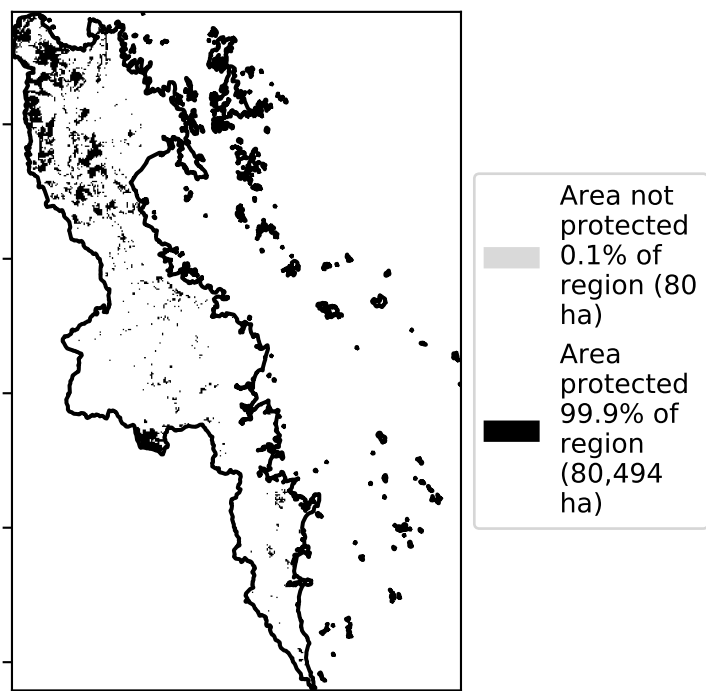 Area not
protected
0.1% of
region (80
ha)
Area
protected
99.9% of
region
(80,494
ha)